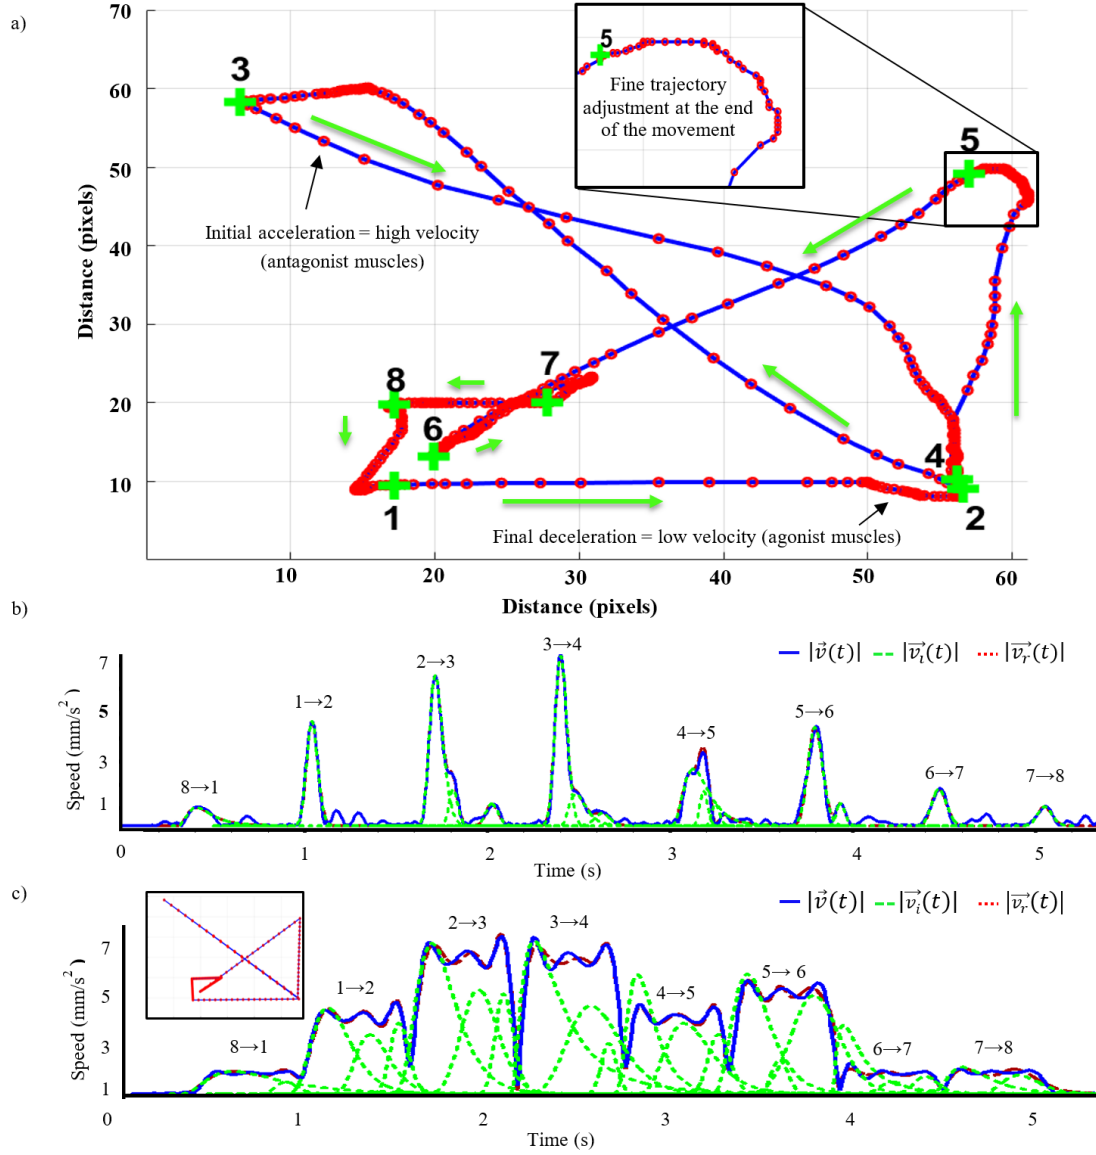 a)
70
60
50
40
30
20
10
Distance (pixels)
3
5
5
Fine trajectory
adjustment at the end
of the movement
Initial acceleration = high velocity
(antagonist muscles)
7
8
6
4
1
2
Final deceleration = low velocity (agonist muscles)
10
20
30
40
50
60
Distance (pixels)
b)
|v⃗(t)| |v⃗ᵢ(t)| |v⃗ᵣ(t)|
7
5
3
1
Speed (mm/s²)
8→1
1→2
2→3
3→4
4→5
5→6
6→7
7→8
0 1 2 3 4 5
Time (s)
c)
|v⃗(t)| |v⃗ᵢ(t)| |v⃗ᵣ(t)|
7
5
3
1
Speed (mm/s²)
8→1
1→2
2→3
3→4
4→5
5→ 6
6→7
7→8
0 1 2 3 4 5
Time (s)